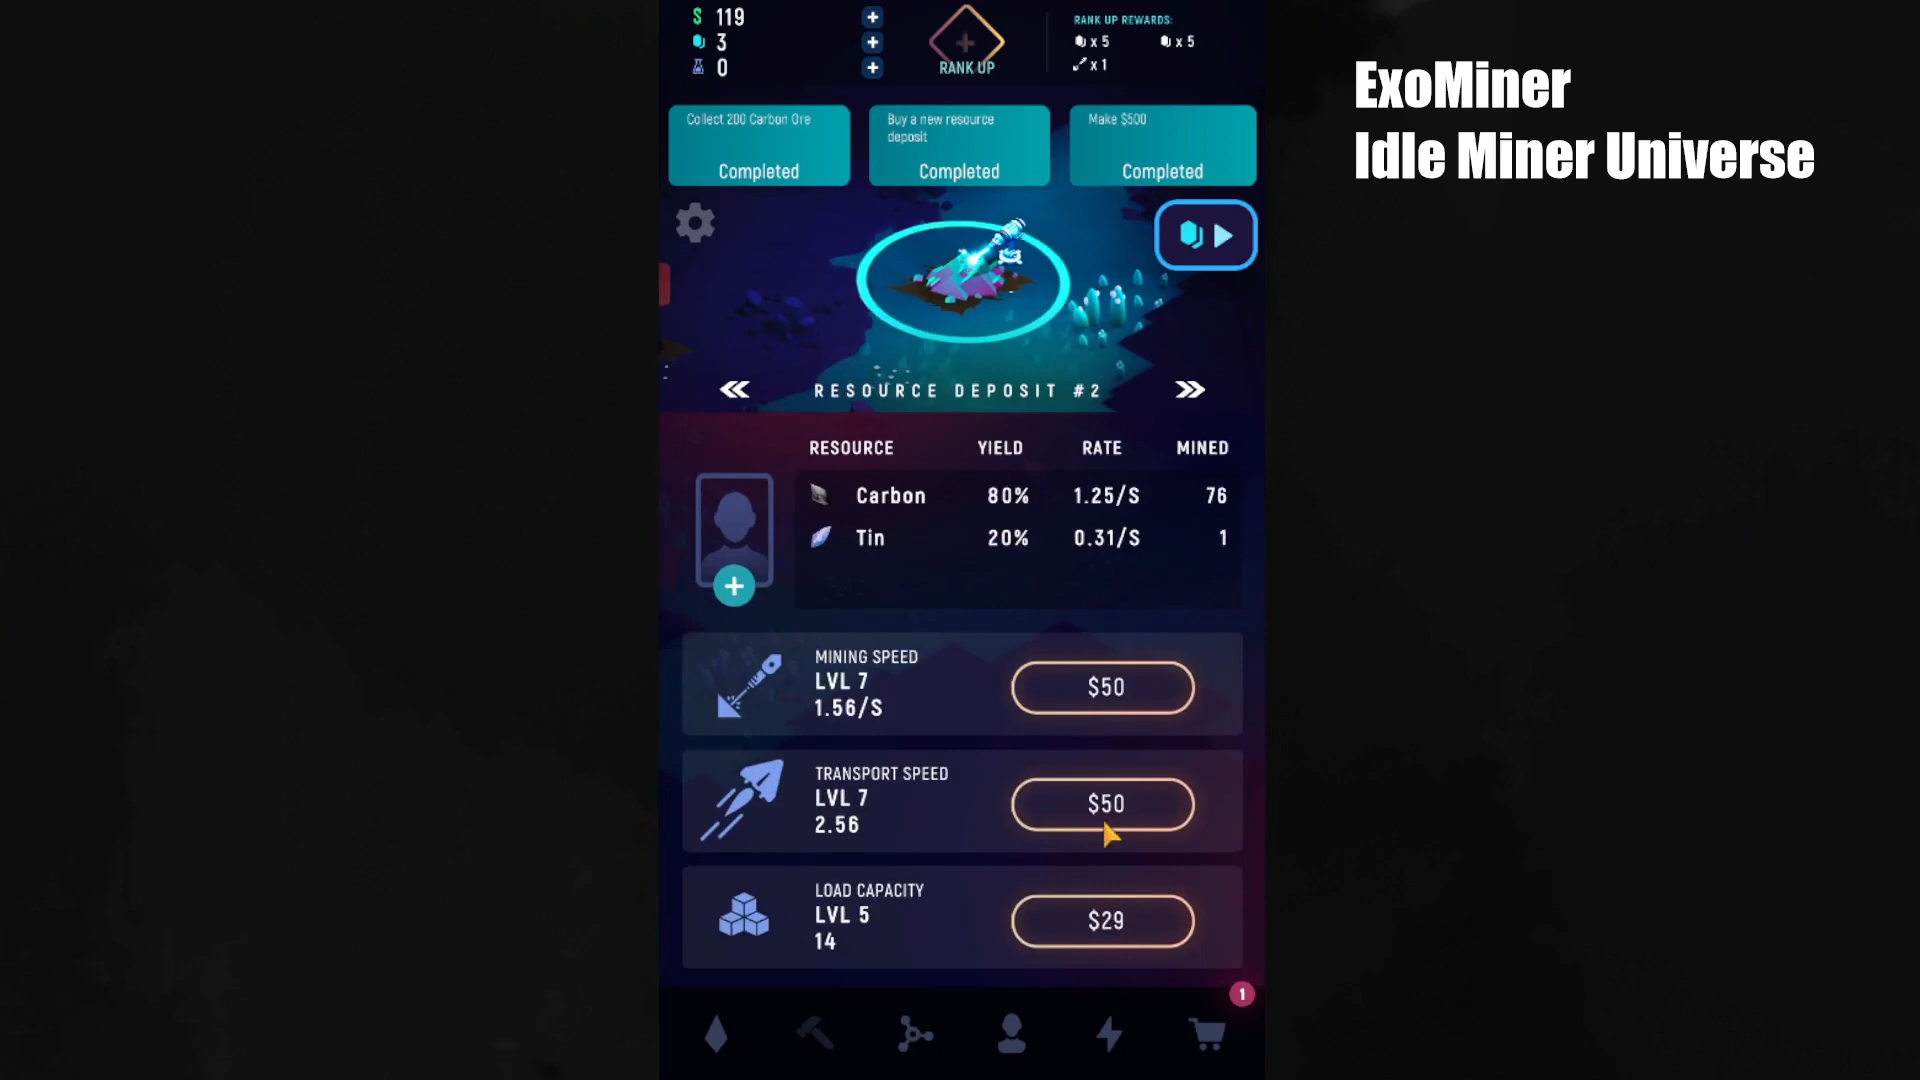 $ 119
3
0
RANK UP
RANK UP REWARDS:
x 5 x 5
x 1
ExoMiner
Idle Miner Universe
Collect 200 Carbon Ore
Completed
Buy a new resource
deposit
Completed
Make $500
Completed
RESOURCE DEPOSIT #2
RESOURCE YIELD RATE MINED
Carbon 80% 1.25/S 76
Tin 20% 0.31/S 1
MINING SPEED
LVL 7
1.56/S
$50
TRANSPORT SPEED
LVL 7
2.56
$50
LOAD CAPACITY
LVL 5
14
$29
1